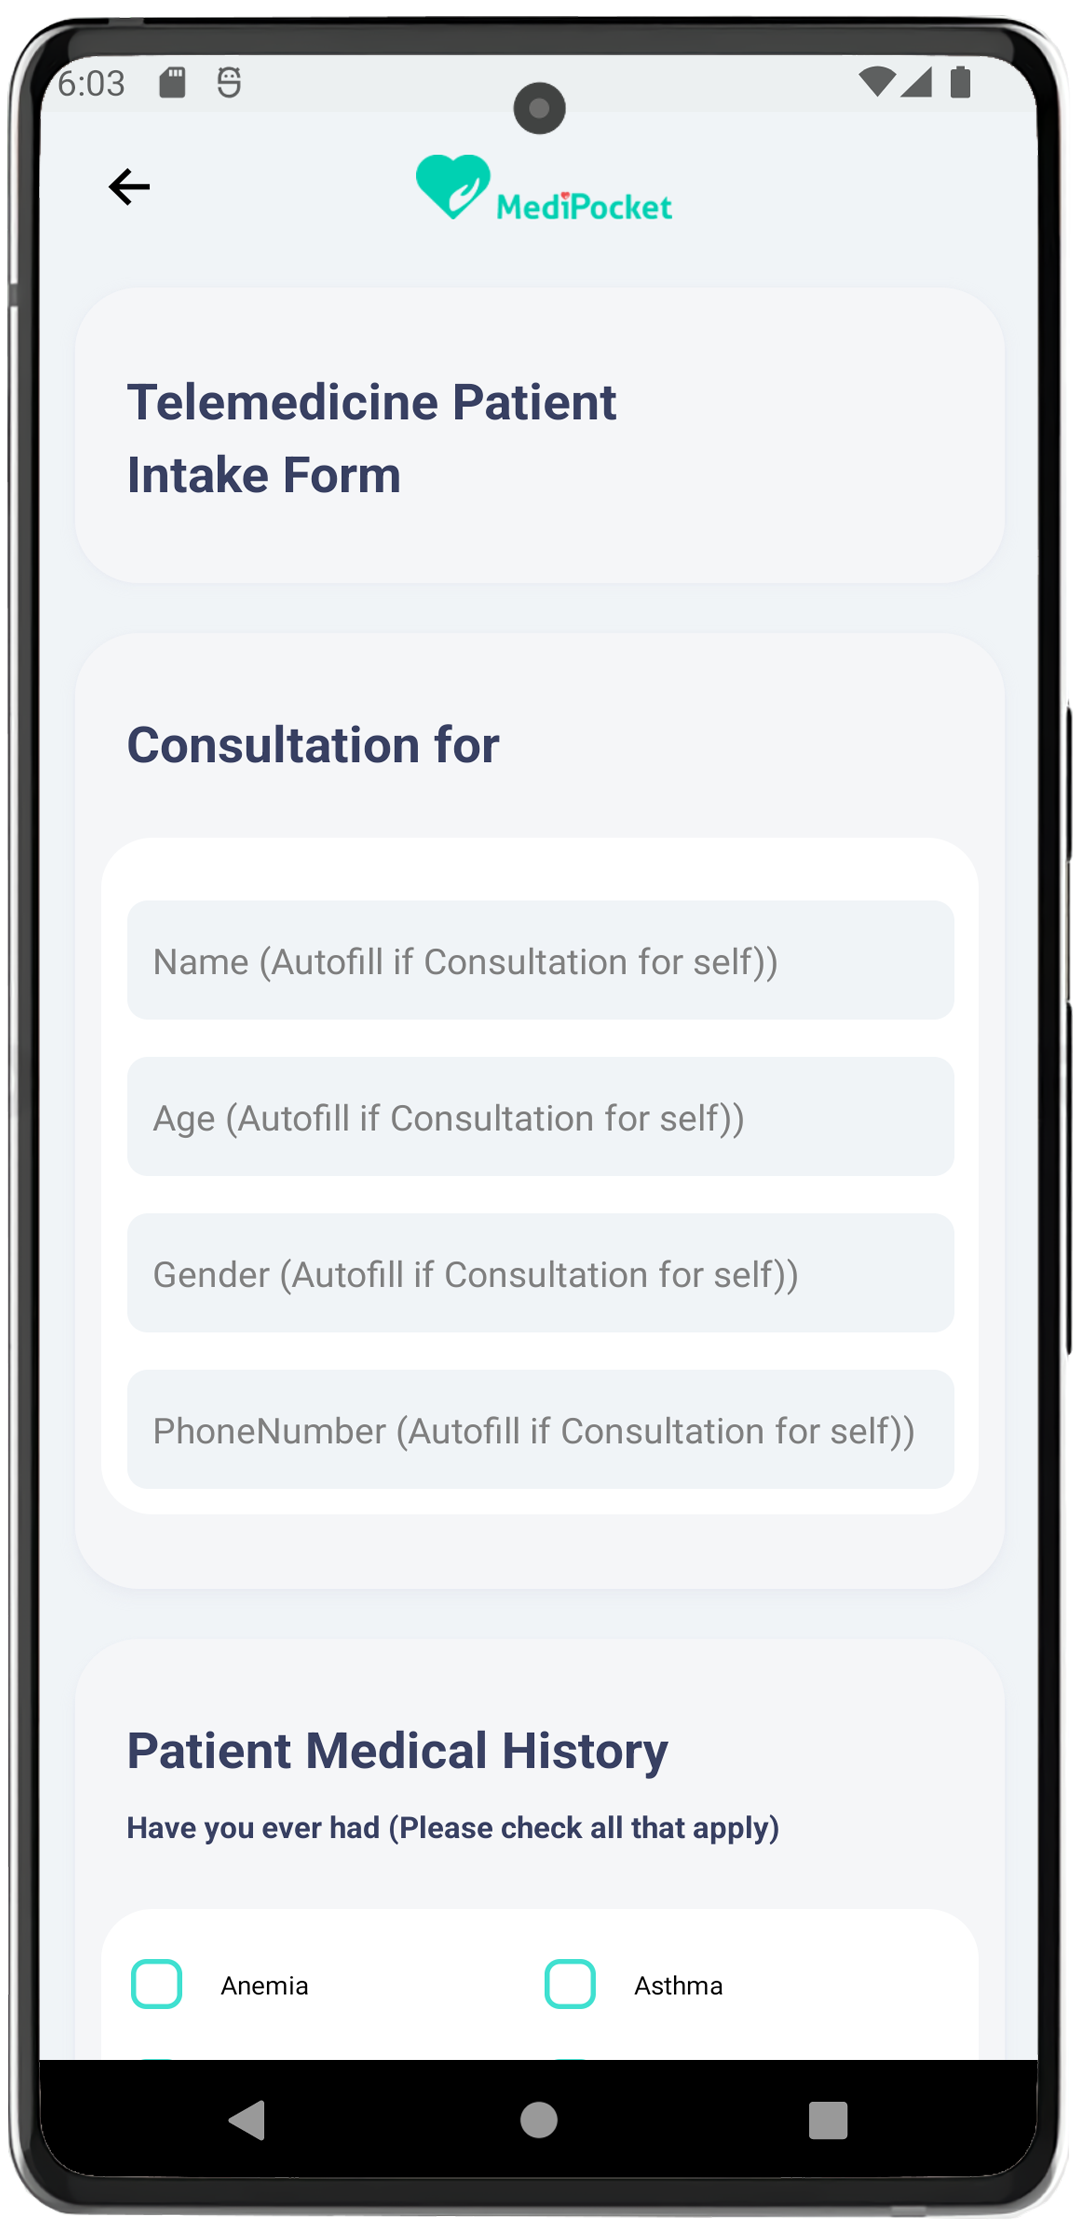 6:03
MediPocket
Telemedicine Patient
Intake Form
Consultation for
Name (Autofill if Consultation for self))
Age (Autofill if Consultation for self))
Gender (Autofill if Consultation for self))
PhoneNumber (Autofill if Consultation for self))
Patient Medical History
Have you ever had (Please check all that apply)
Anemia
Asthma